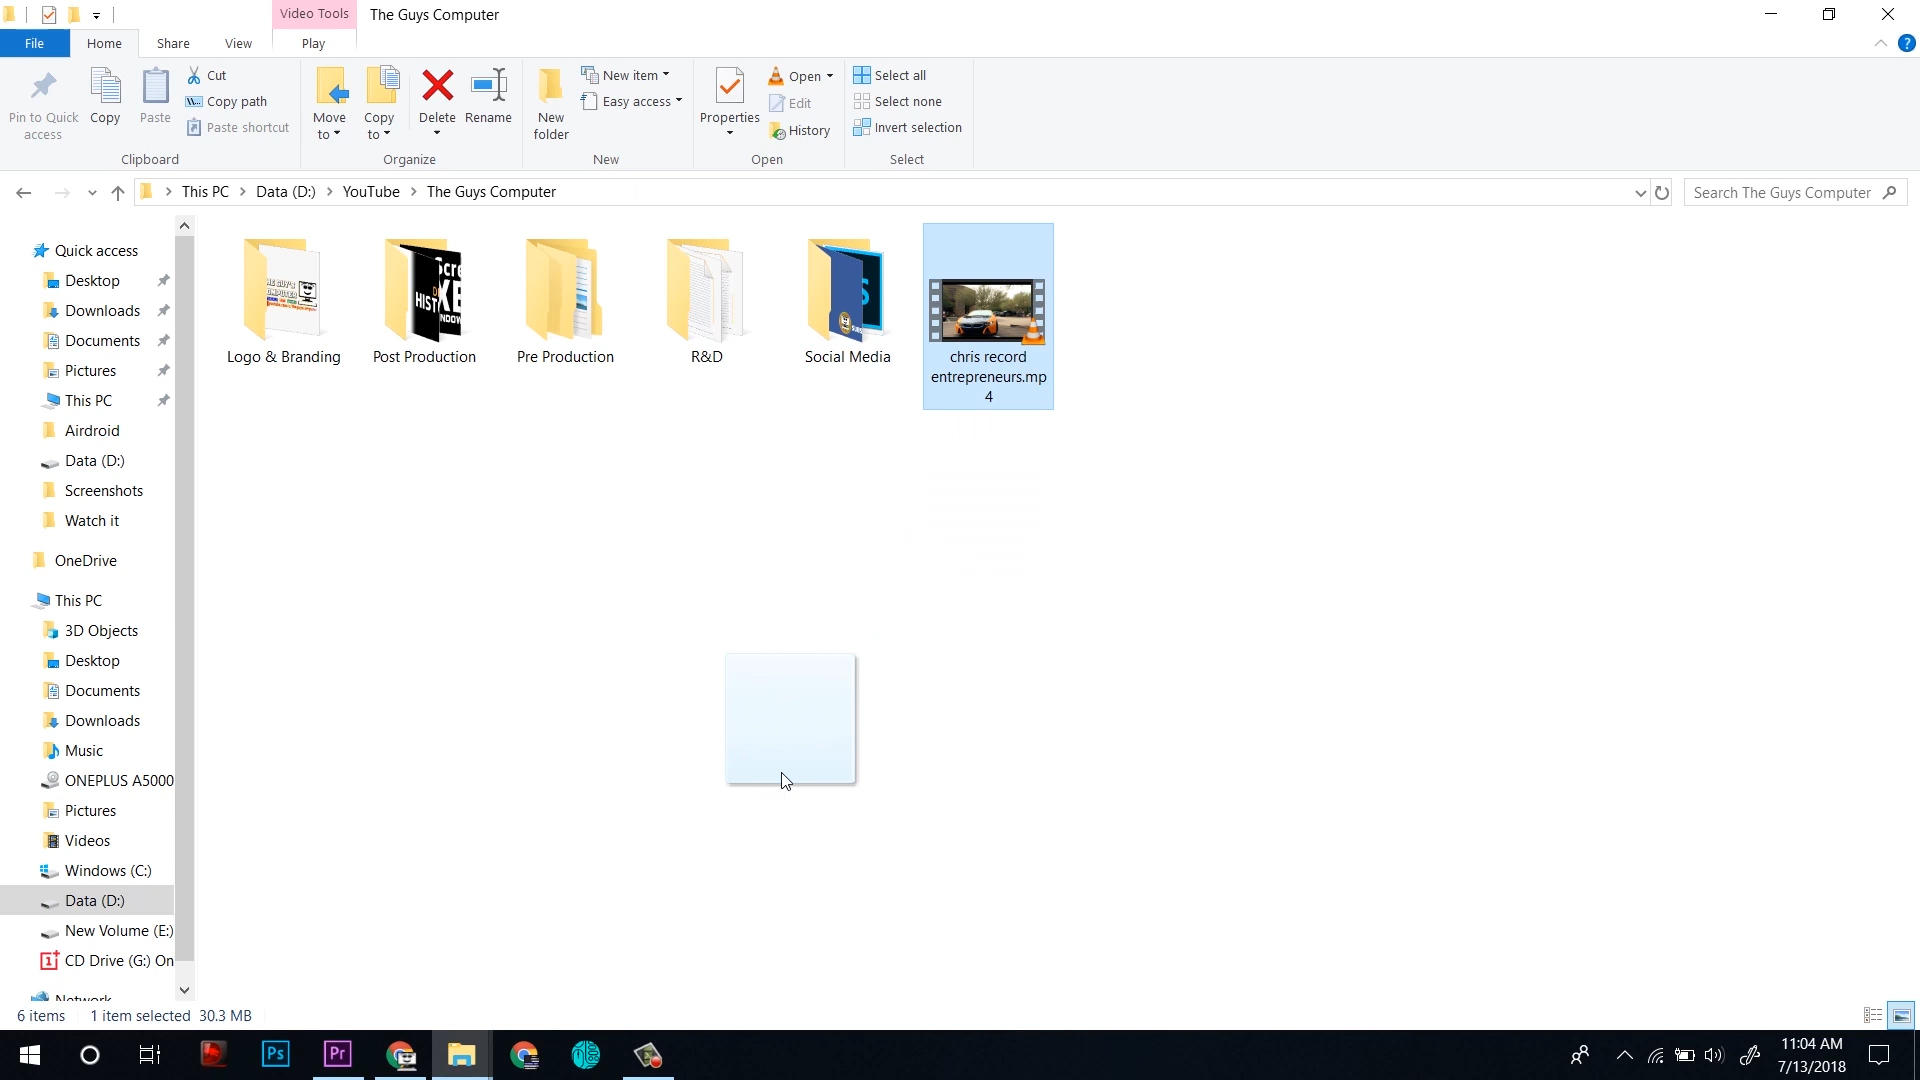 Video Tools
The Guys Computer
File
Home
Share
View
Play
Pin to Quick
access
Copy
Paste
Cut
Copy path
Paste shortcut
Clipboard
Move
to
Copy
to
Delete
Rename
Organize
New
folder
New item
Easy access
New
Properties
Open
Edit
History
Open
Select all
Select none
Invert selection
Select
This PC > Data (D:) > YouTube > The Guys Computer
Search The Guys Computer
Quick access
Desktop
Downloads
Documents
Pictures
This PC
Airdroid
Data (D:)
Screenshots
Watch it
OneDrive
This PC
3D Objects
Desktop
Documents
Downloads
Music
ONEPLUS A5000
Pictures
Videos
Windows (C:)
Data (D:)
New Volume (E:)
CD Drive (G:) On
Network
Logo & Branding
Post Production
Pre Production
R&D
Social Media
chris record
entrepreneurs.mp
4
6 items
1 item selected 30.3 MB
Ps
Pr
11:04 AM
7/13/2018